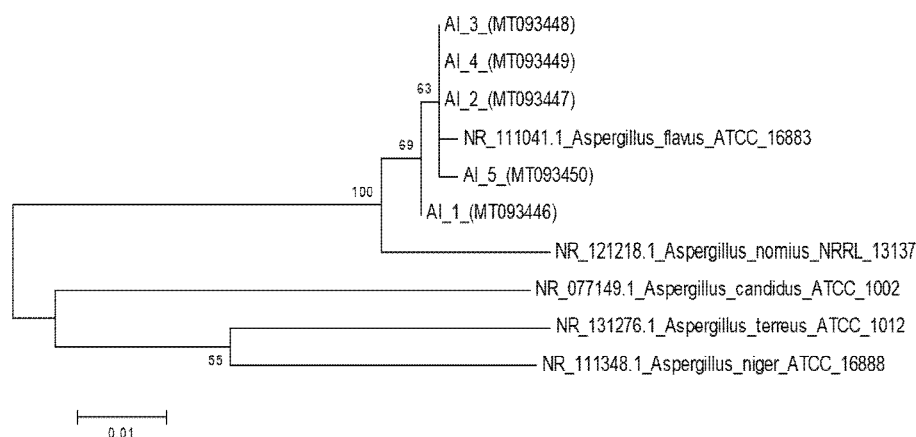 AI_3_(MT093448)
AI_4_(MT093449)
63
AI_2_(MT093447)
NR_111041.1_Aspergillus_flavus_ATCC_16883
69
AI_5_(MT093450)
100
AI_1_(MT093446)
NR_121218.1_Aspergillus_nomius_NRRL_13137
NR_077149.1_Aspergillus_candidus_ATCC_1002
NR_131276.1_Aspergillus_terreus_ATCC_1012
55
NR_111348.1_Aspergillus_niger_ATCC_16888
0.01